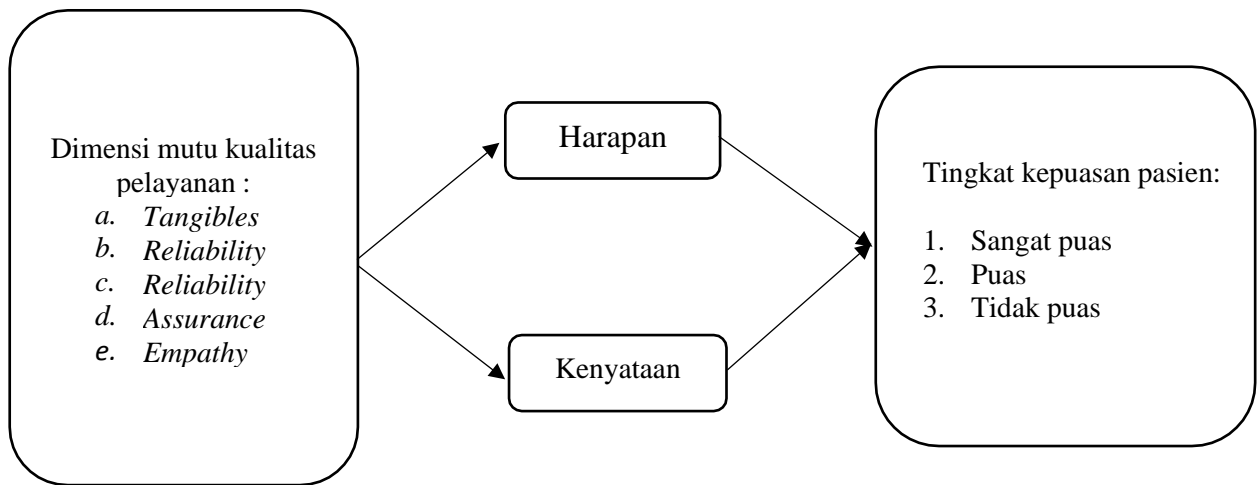 Dimensi mutu kualitas
pelayanan :
a. Tangibles
b. Reliability
c. Reliability
d. Assurance
e. Empathy
Harapan
Kenyataan
Tingkat kepuasan pasien:
1. Sangat puas
2. Puas
3. Tidak puas